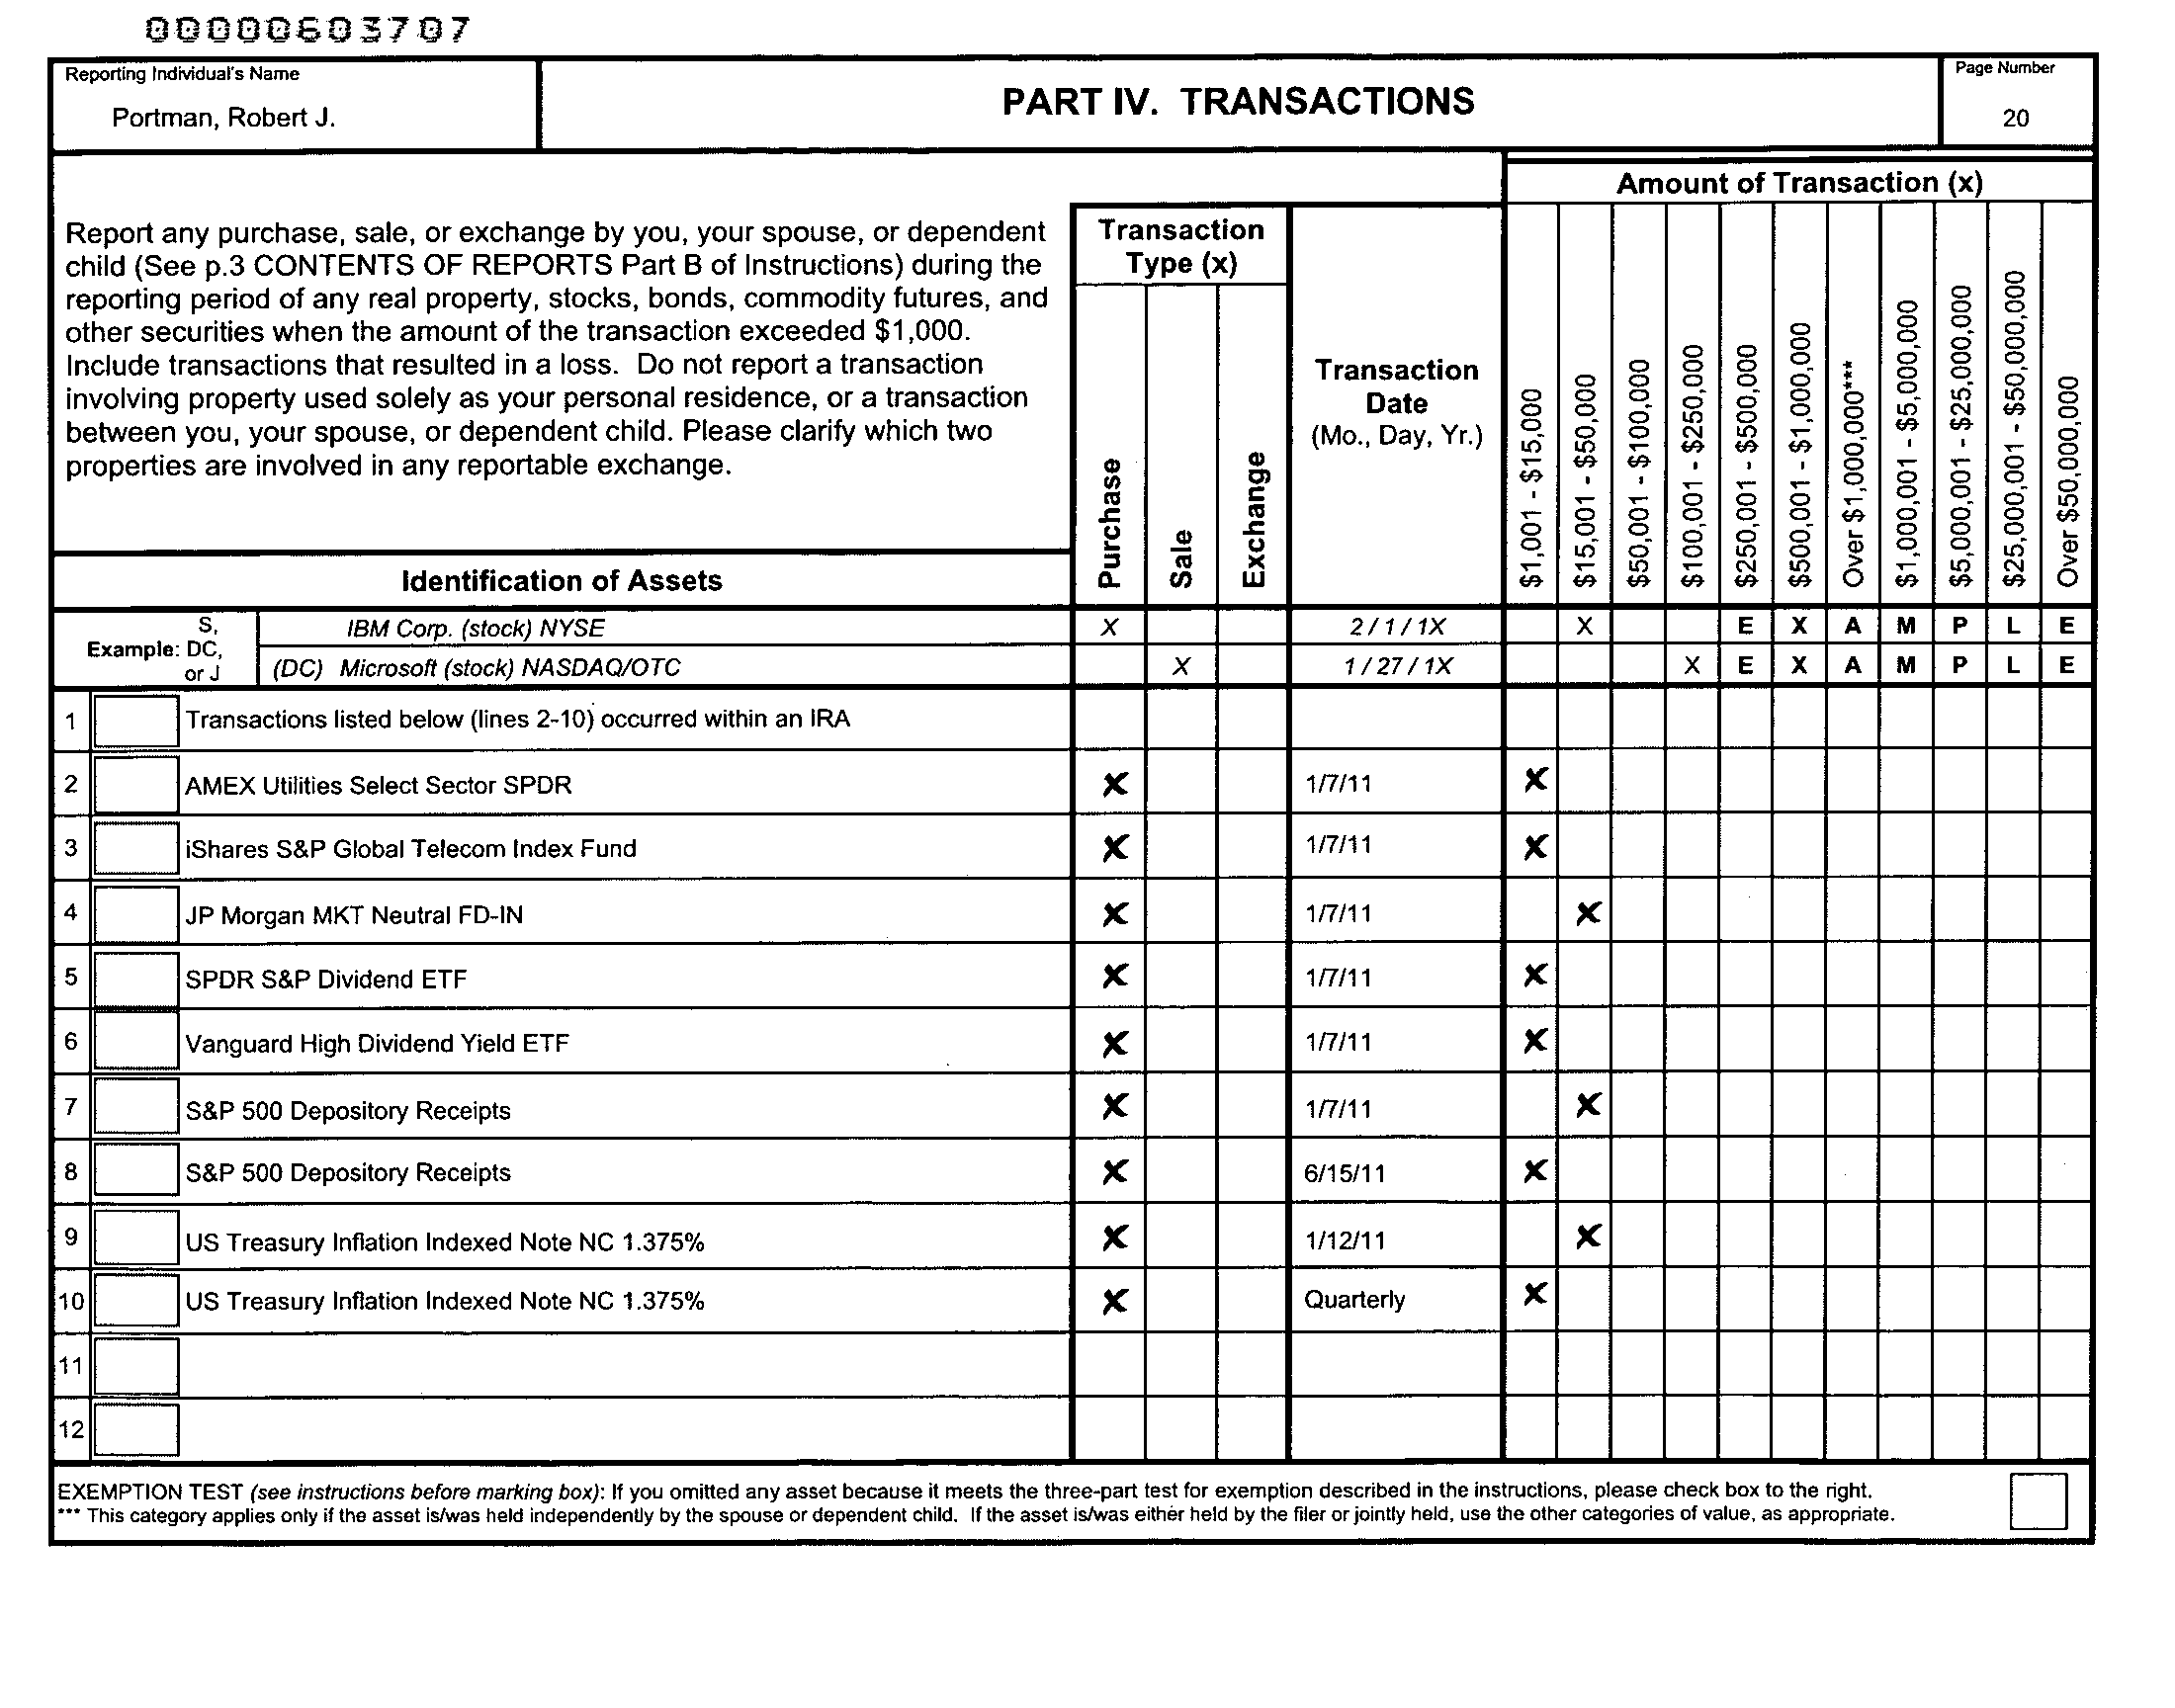 00000603707
Reporting Individual's Name
Portman, Robert J.
PART IV. TRANSACTIONS
Page Number
20
Amount of Transaction (x)
Report any purchase, sale, or exchange by you, your spouse, or dependent
child (See p.3 CONTENTS OF REPORTS Part B of Instructions) during the
reporting period of any real property, stocks, bonds, commodity futures, and
other securities when the amount of the transaction exceeded $1,000.
Include transactions that resulted in a loss. Do not report a transaction
involving property used solely as your personal residence, or a transaction
between you, your spouse, or dependent child. Please clarify which two
properties are involved in any reportable exchange.
Transaction
Type (x)
Purchase
Sale
Exchange
Transaction
Date
(Mo., Day, Yr.)
$1,001 - $15,000
$15,001 - $50,000
$50,001 - $100,000
$100,001 - $250,000
$250,001 - $500,000
$500,001 - $1,000,000
Over $1,000,000***
$1,000,001 - $5,000,000
$5,000,001 - $25,000,000
$25,000,001 - $50,000,000
Over $50,000,000
Identification of Assets
Example: S, DC, or J
IBM Corp. (stock) NYSE X 2 / 1 / 1X X E X A M P L E
(DC) Microsoft (stock) NASDAQ/OTC X 1 / 27 / 1X X E X A M P L E
1 Transactions listed below (lines 2-10) occurred within an IRA
2 AMEX Utilities Select Sector SPDR X 1/7/11 X
3 iShares S&P Global Telecom Index Fund X 1/7/11 X
4 JP Morgan MKT Neutral FD-IN X 1/7/11 X
5 SPDR S&P Dividend ETF X 1/7/11 X
6 Vanguard High Dividend Yield ETF X 1/7/11 X
7 S&P 500 Depository Receipts X 1/7/11 X
8 S&P 500 Depository Receipts X 6/15/11 X
9 US Treasury Inflation Indexed Note NC 1.375% X 1/12/11 X
10 US Treasury Inflation Indexed Note NC 1.375% X Quarterly X
11
12
EXEMPTION TEST (see instructions before marking box): If you omitted any asset because it meets the three-part test for exemption described in the instructions, please check box to the right.
*** This category applies only if the asset is/was held independently by the spouse or dependent child. If the asset is/was either held by the filer or jointly held, use the other categories of value, as appropriate.